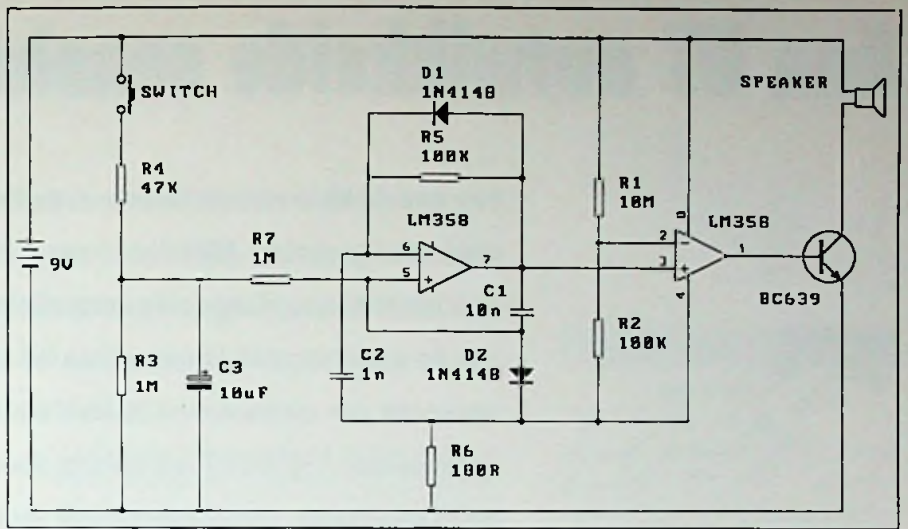 D1
1N4148
SWITCH
SPEAKER
R5
100K
R4
47K
R1
10M
8
LM358
LM358
R7
1M
6
5
7
2
3
1
4
9V
BC639
C1
10n
R3
1M
C3
+
10uF
C2
1n
D2
1N4148
R2
100K
R6
100R